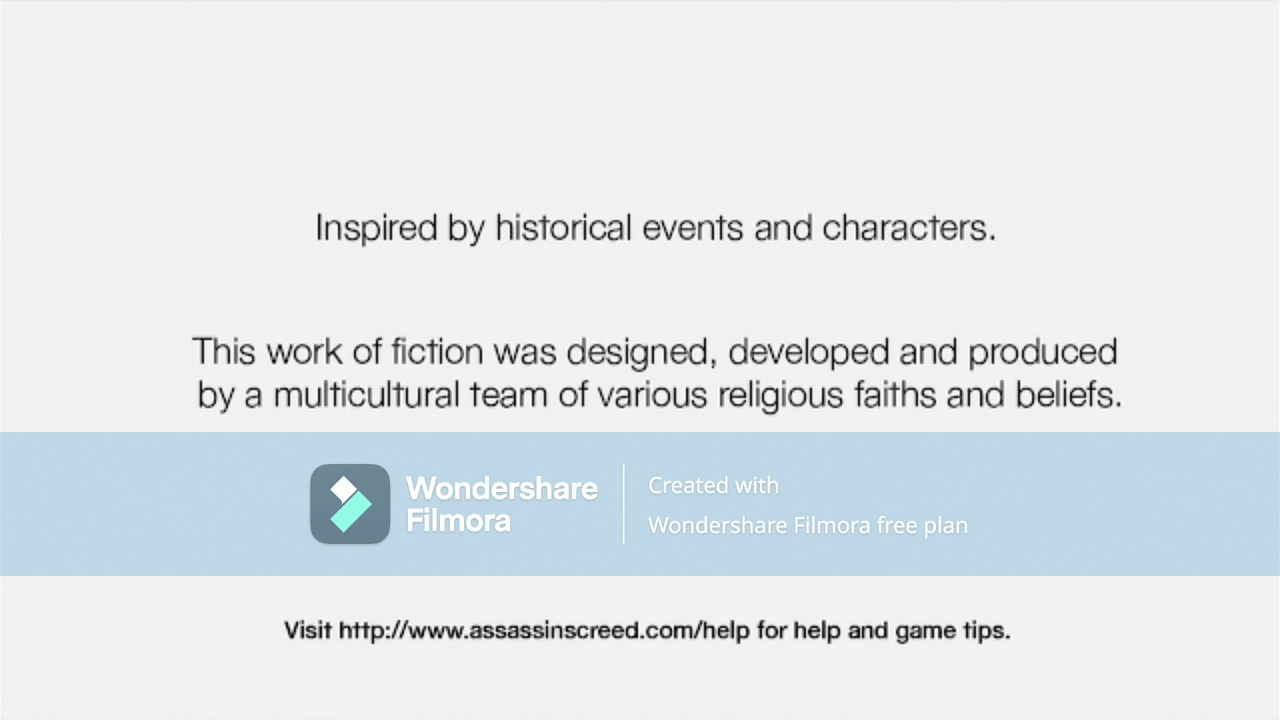 Inspired by historical events and characters.
This work of fiction was designed, developed and produced
by a multicultural team of various religious faiths and beliefs.
Wondershare
Filmora
Created with
Wondershare Filmora free plan
Visit http://www.assassinscreed.com/help for help and game tips.